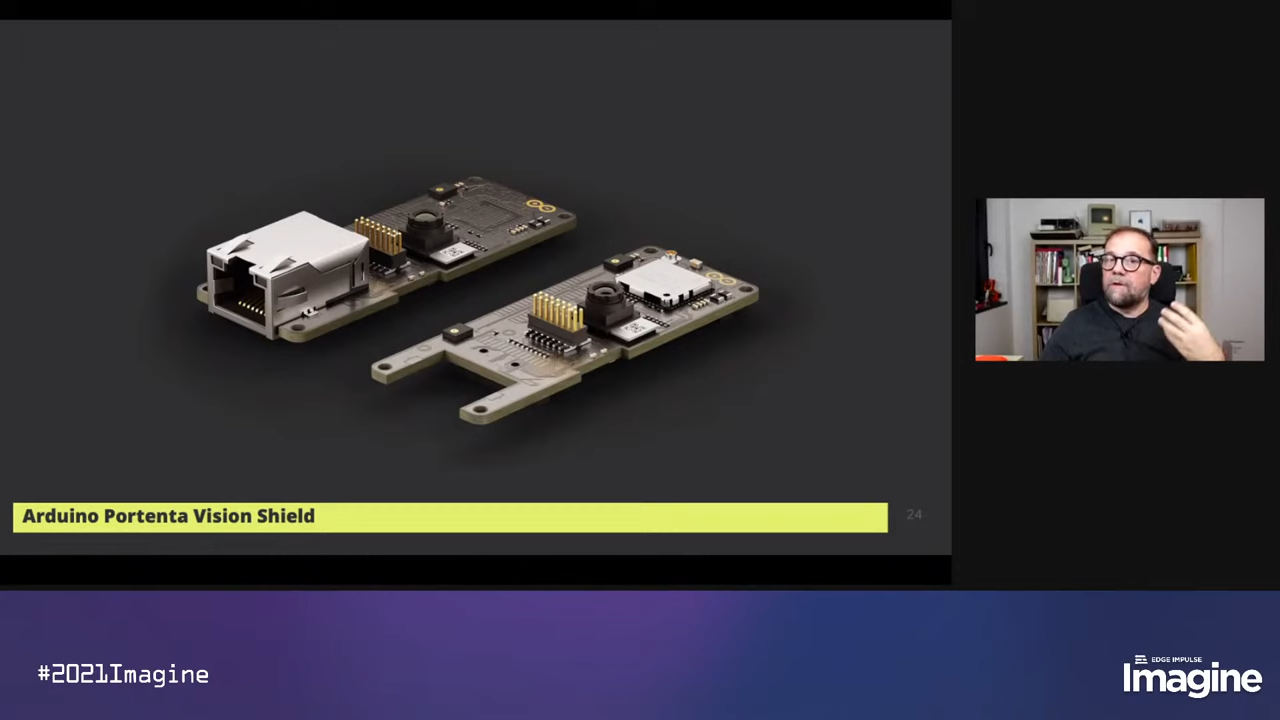 Arduino Portenta Vision Shield
24
#2021Imagine
EDGE IMPULSE
Imagine